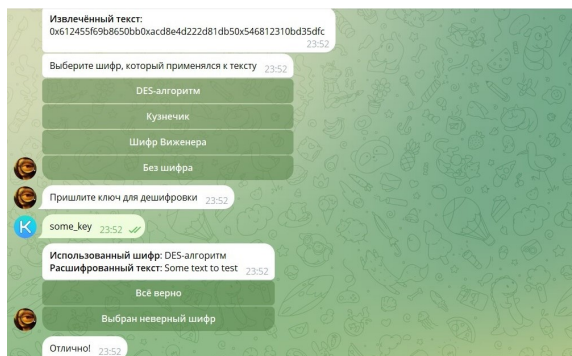 Извлечённый текст:
0x612455f69b8650bb0xacd8e4d222d81db50x546812310bd35dfc
23:52
Выберите шифр, который применялся к тексту 23:52
DES-алгоритм
Кузнечик
Шифр Виженера
Без шифра
Пришлите ключ для дешифровки 23:52
K
some_key 23:52
Использованный шифр: DES-алгоритм
Расшифрованный текст: Some text to test 23:52
Всё верно
Выбран неверный шифр
Отлично! 23:52